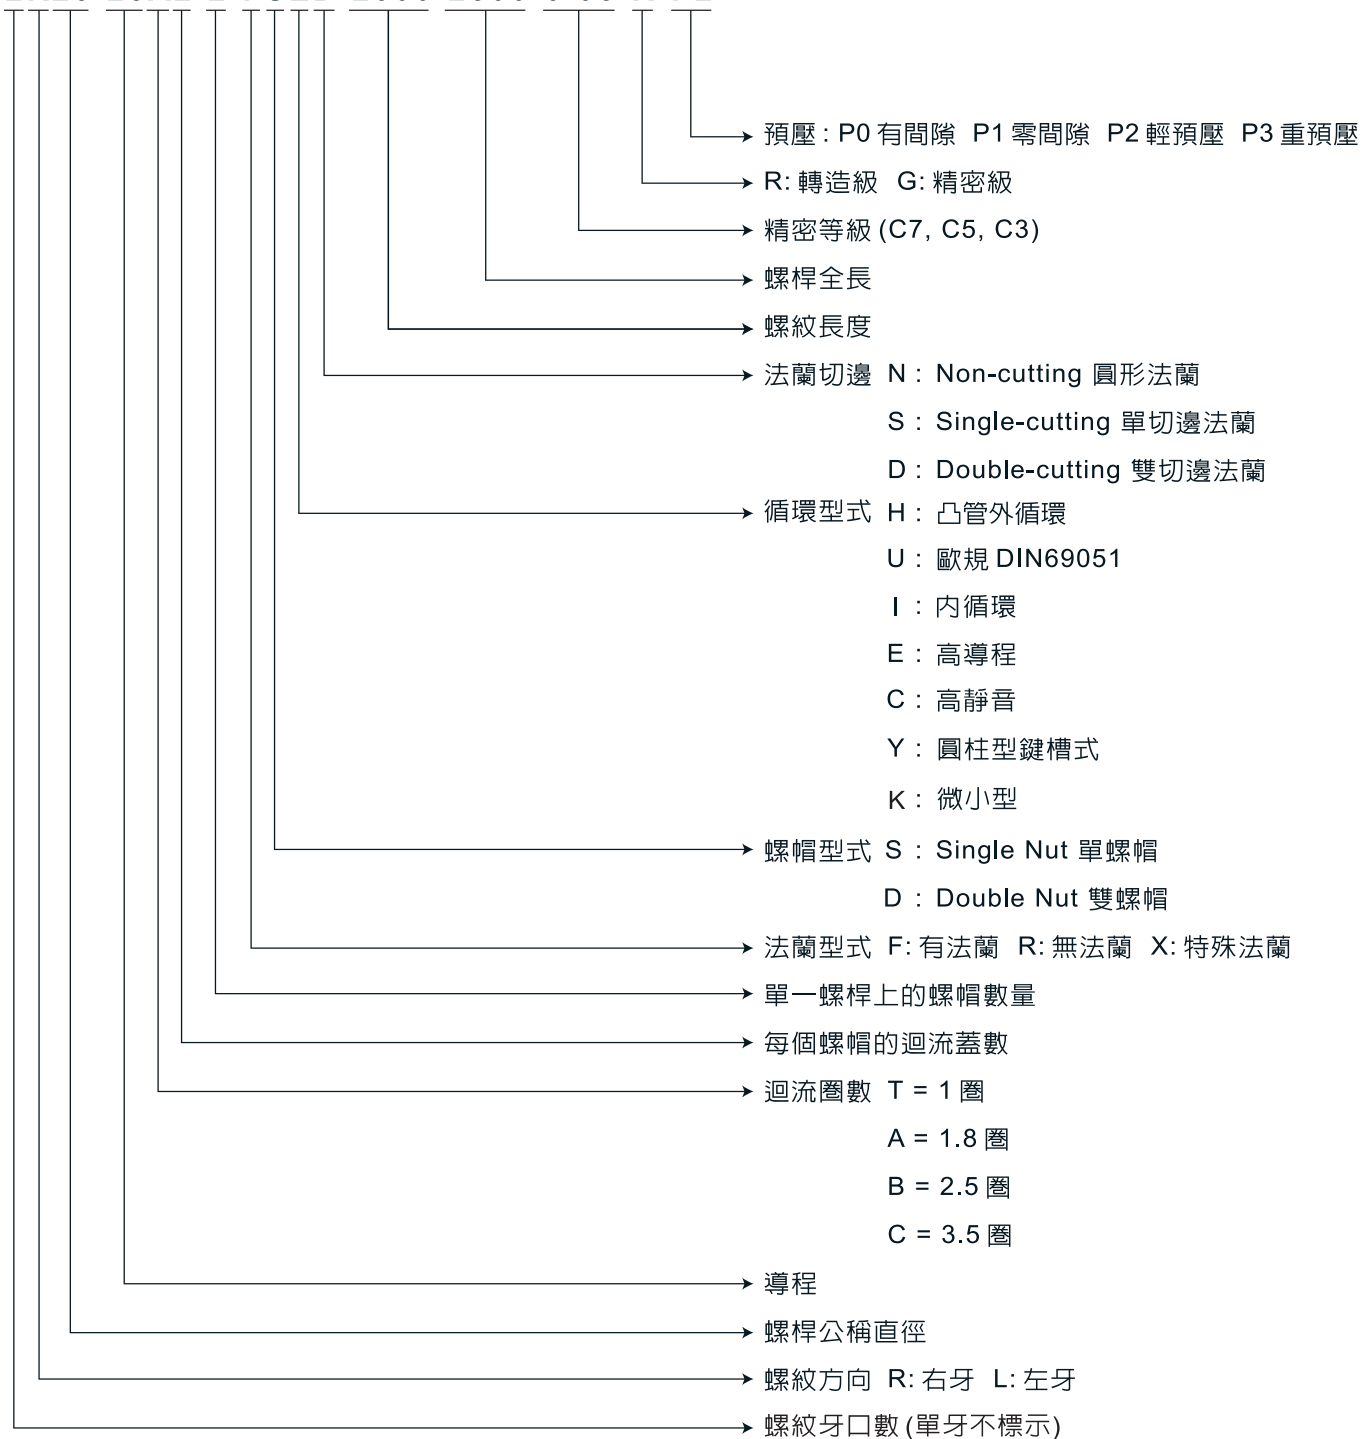 預壓 : P0 有間隙 P1 零間隙 P2 輕預壓 P3 重預壓
R: 轉造級 G: 精密級
精密等級 (C7, C5, C3)
螺桿全長
螺紋長度
法蘭切邊 N : Non-cutting 圓形法蘭
S : Single-cutting 單切邊法蘭
D : Double-cutting 雙切邊法蘭
循環型式 H : 凸管外循環
U : 歐規 DIN69051
I : 內循環
E : 高導程
C : 高靜音
Y : 圓柱型鍵槽式
K : 微小型
螺帽型式 S : Single Nut 單螺帽
D : Double Nut 雙螺帽
法蘭型式 F: 有法蘭 R: 無法蘭 X: 特殊法蘭
單一螺桿上的螺帽數量
每個螺帽的迴流蓋數
迴流圈數 T = 1 圈
A = 1.8 圈
B = 2.5 圈
C = 3.5 圈
導程
螺桿公稱直徑
螺紋方向 R: 右牙 L: 左牙
螺紋牙口數 (單牙不標示)